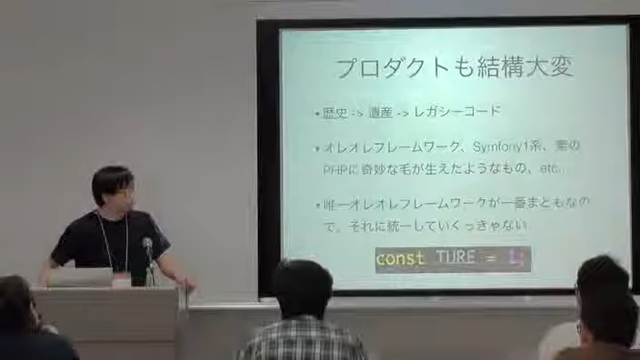 プロダクトも結構大変
•歴史 => 遺産 -> レガシーコード
•オレオレフレームワーク、Symfony1系、素の
PHPに奇妙な毛が生えたようなもの、etc..
•唯一オレオレフレームワークが一番まともなの
で、それに統一していくっきゃない
const TURE = 1;